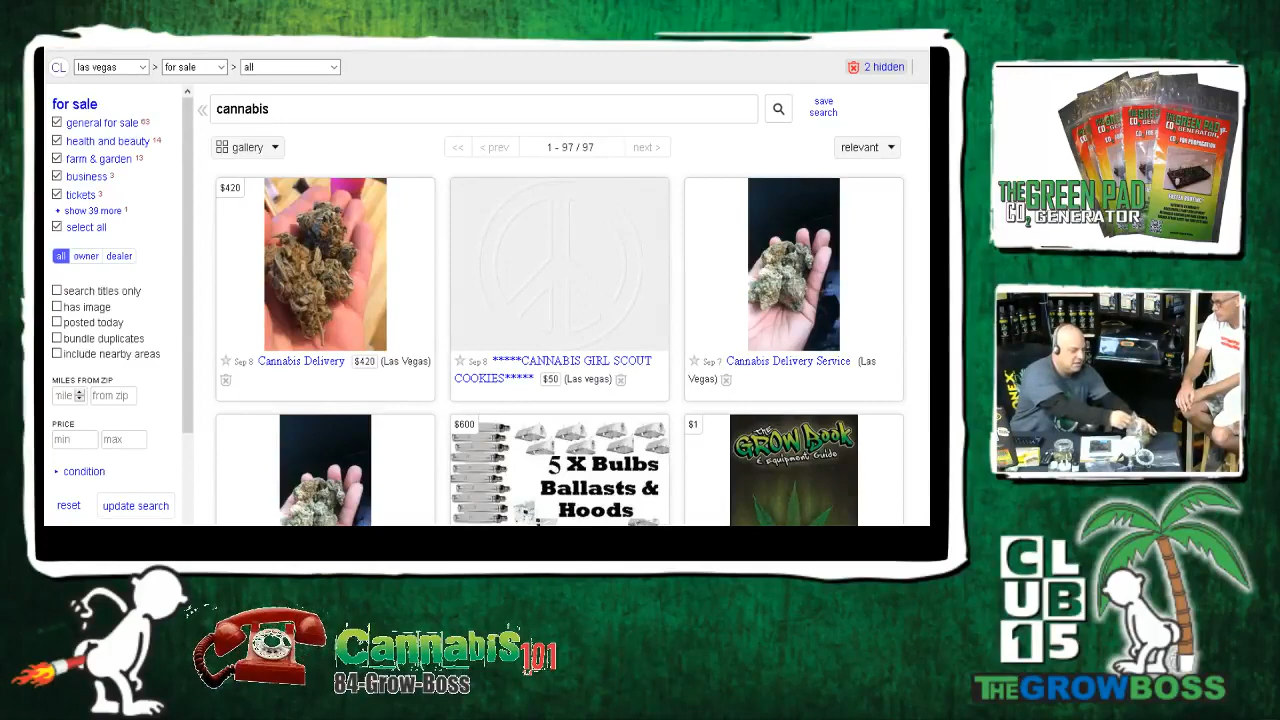 CL las vegas > for sale > all 2 hidden
for sale
general for sale 63
health and beauty 14
farm & garden 13
business 3
tickets 3
+ show 39 more 1
select all
all owner dealer
search titles only
has image
posted today
bundle duplicates
include nearby areas
MILES FROM ZIP
mile from zip
PRICE
min max
condition
reset update search
cannabis
save
search
gallery << < prev 1 - 97 / 97 next > relevant
$420
Sep 8 Cannabis Delivery $420 (Las Vegas)
Sep 8 *****CANNABIS GIRL SCOUT
COOKIES***** $50 (Las vegas)
Sep 7 Cannabis Delivery Service (Las
Vegas)
$600
5 X Bulbs
Ballasts &
Hoods
$1
THE
GROW BOOK
& Equipment Guide
THE GREEN PAD
CO2 GENERATOR
CLUB
15
THEGROWBOSS
Cannabis 101
84-Grow-Boss